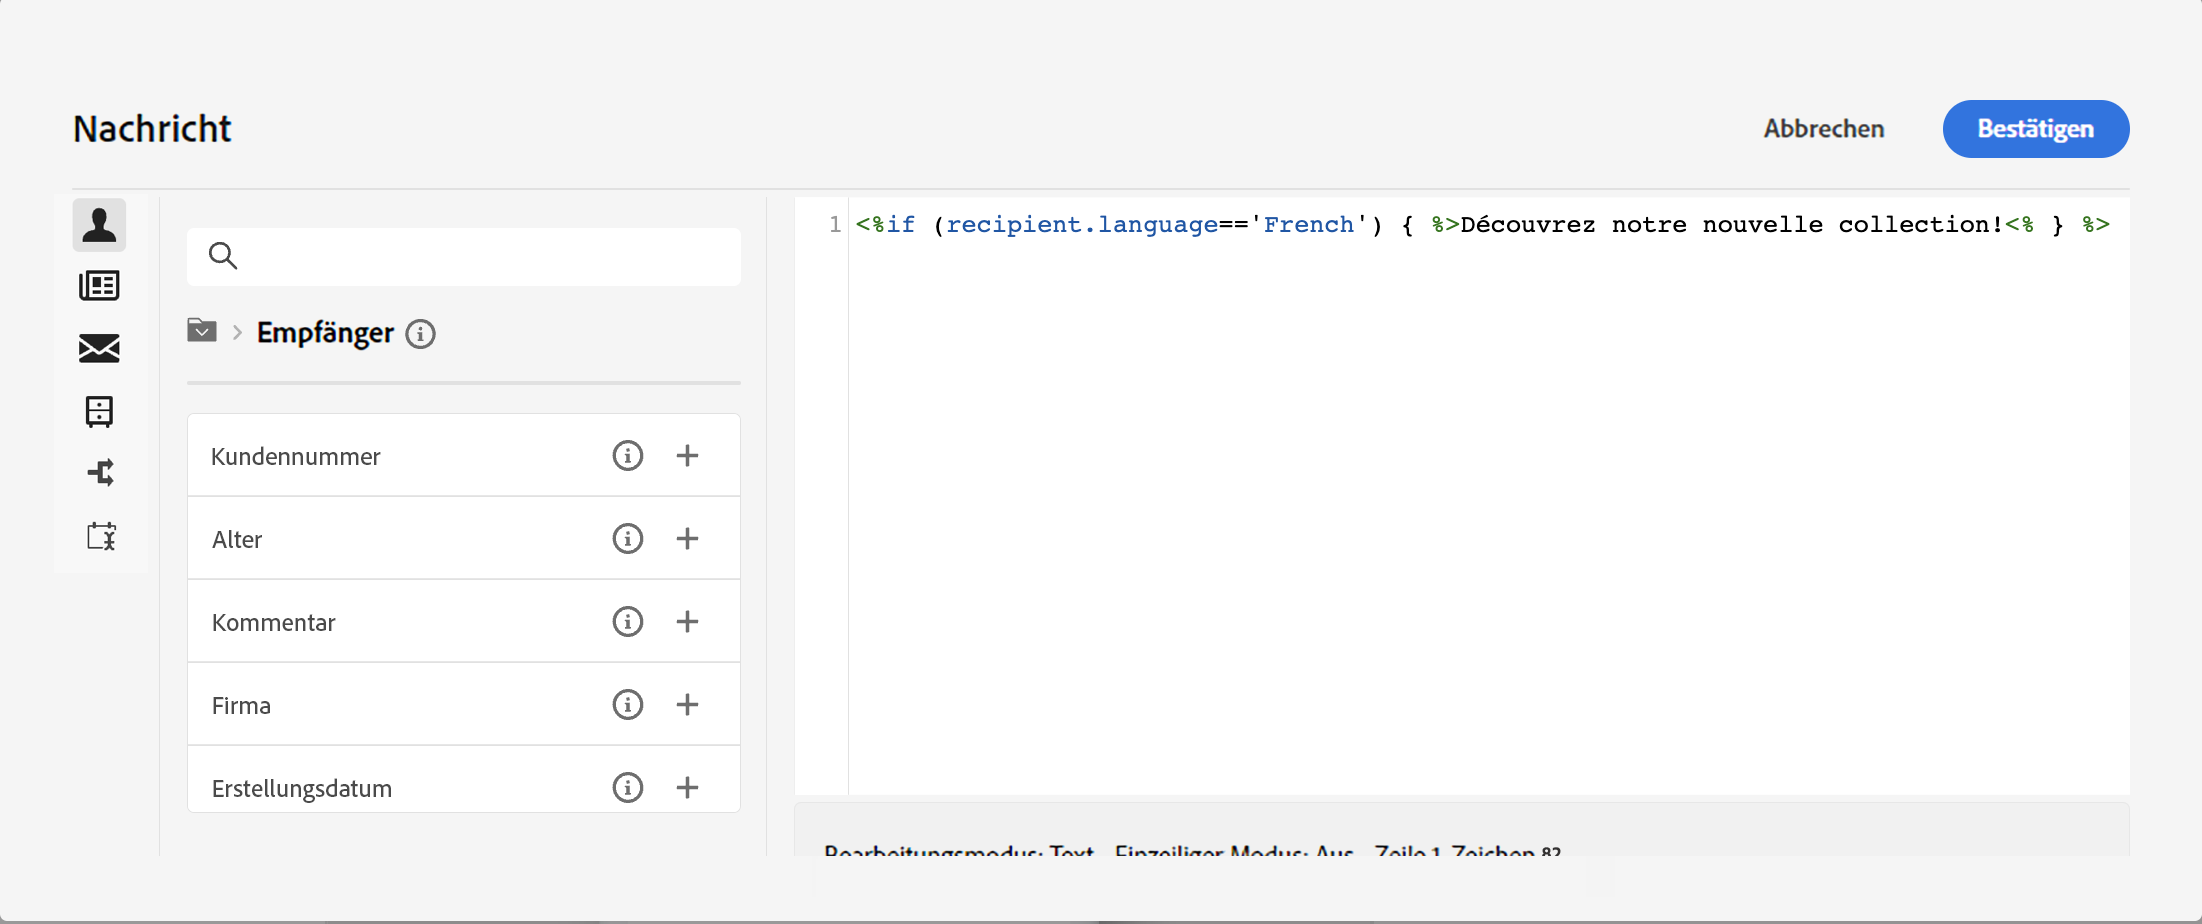 Nachricht
Abbrechen
Bestätigen
Empfänger
Kundennummer
Alter
Kommentar
Firma
Erstellungsdatum
1 <%if (recipient.language=='French') { %>Découvrez notre nouvelle collection!<% } %>
Bearbeitungsmodus: Text Einzeiliger Modus: Aus Zeile 1, Zeichen 82